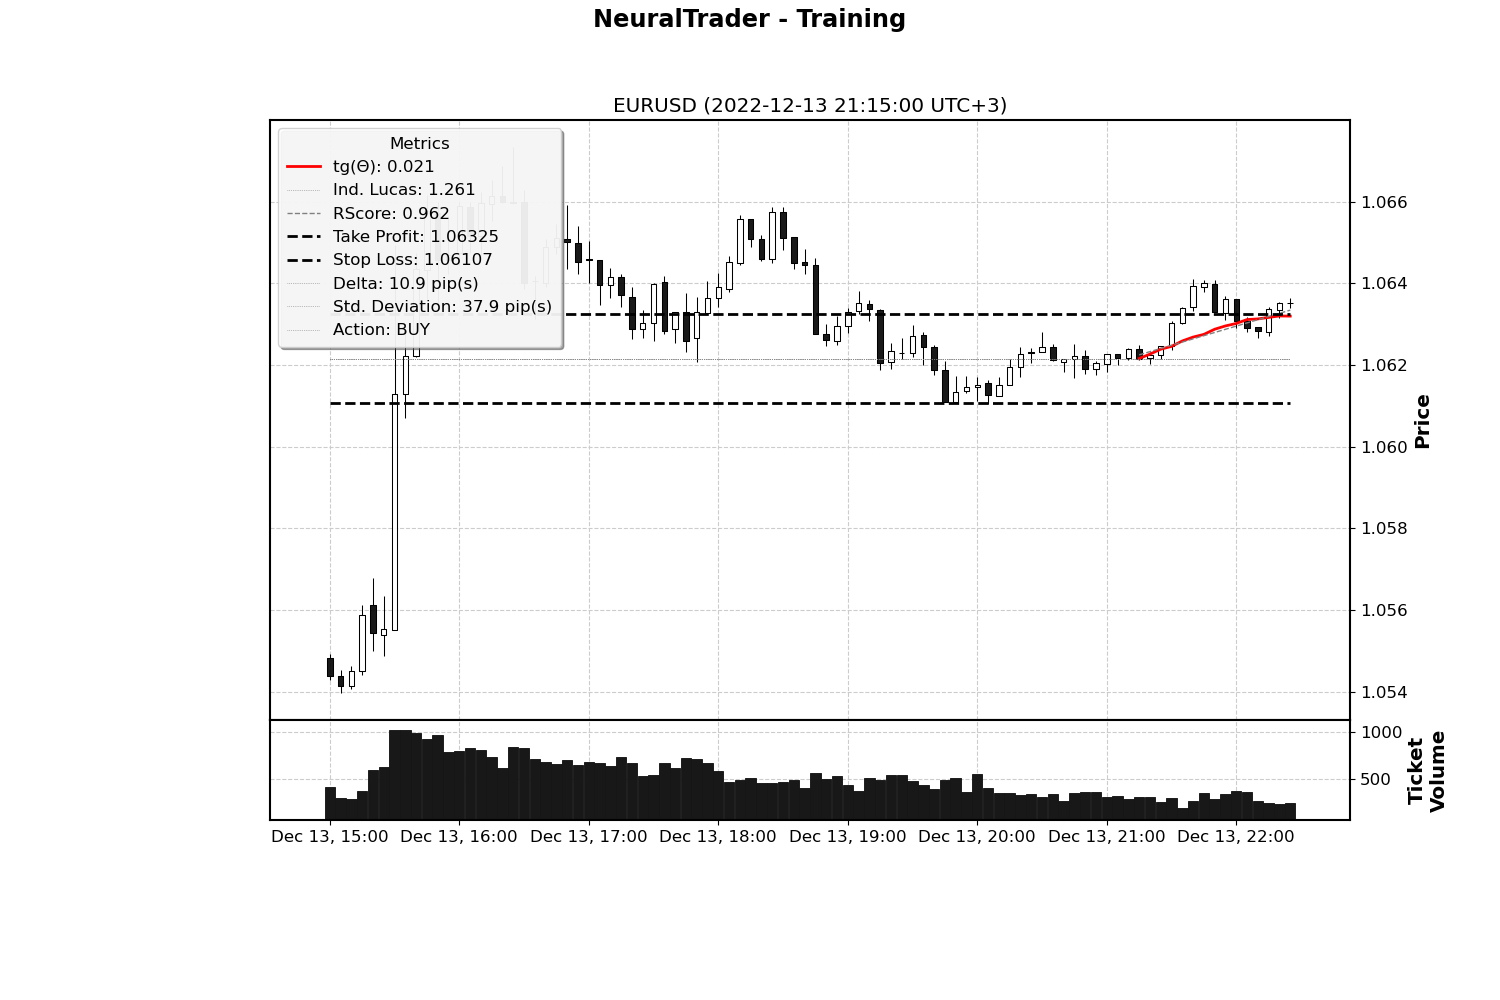 NeuralTrader - Training
EURUSD (2022-12-13 21:15:00 UTC+3)
Metrics
tg(Θ): 0.021
Ind. Lucas: 1.261
RScore: 0.962
Take Profit: 1.06325
Stop Loss: 1.06107
Delta: 10.9 pip(s)
Std. Deviation: 37.9 pip(s)
Action: BUY
1.066
1.064
1.062
1.060
1.058
1.056
1.054
Price
1000
500
Ticket
Volume
Dec 13, 15:00 Dec 13, 16:00 Dec 13, 17:00 Dec 13, 18:00 Dec 13, 19:00 Dec 13, 20:00 Dec 13, 21:00 Dec 13, 22:00